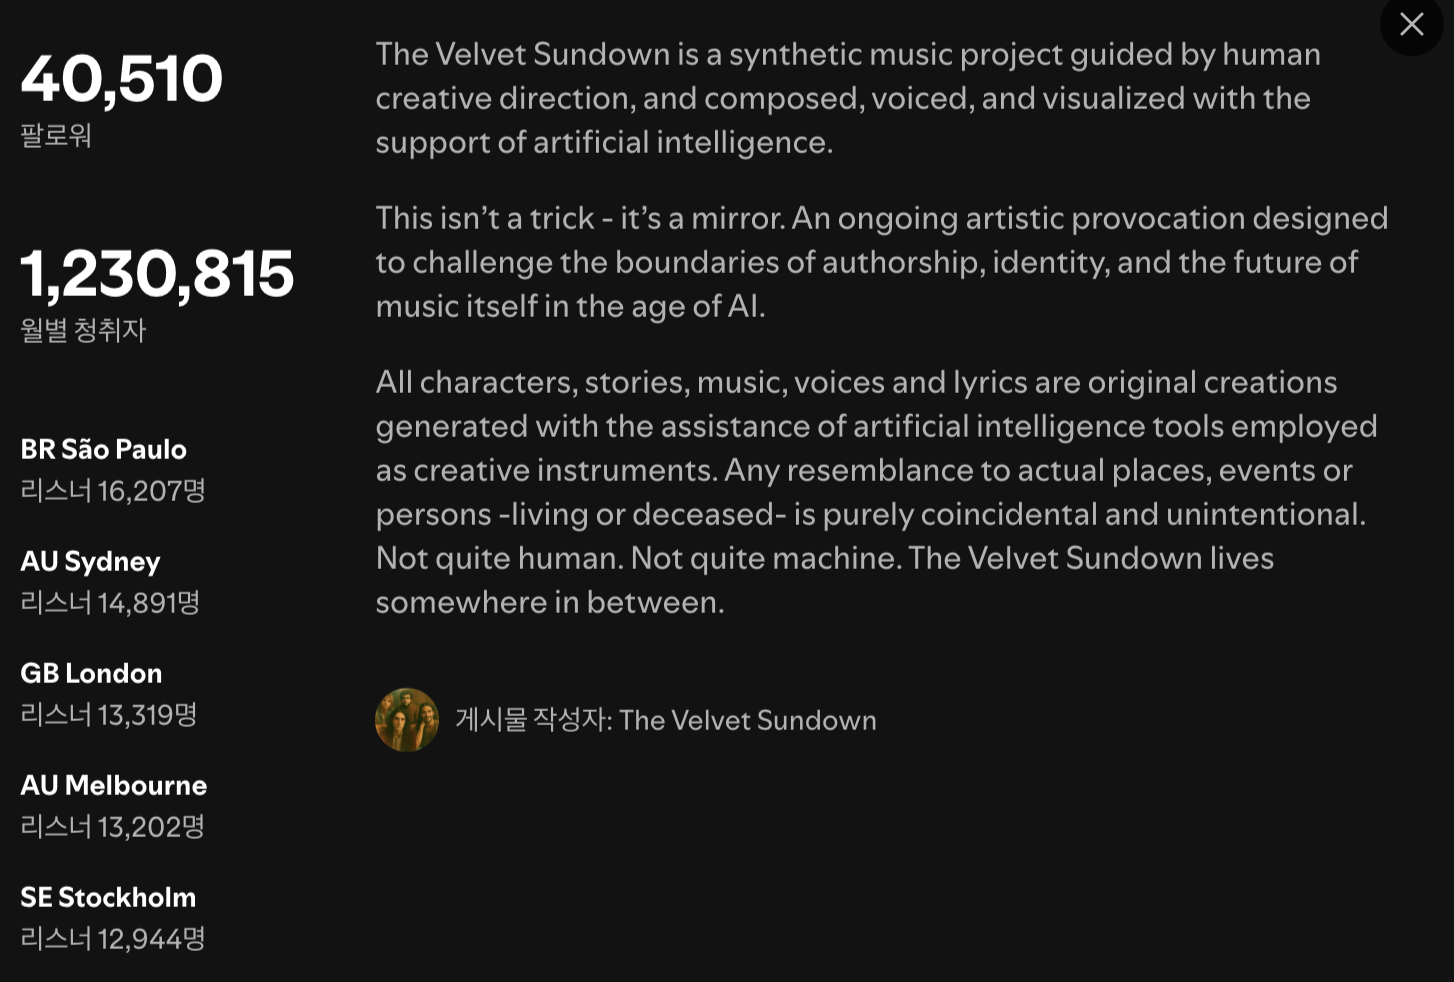 40,510
팔로워
1,230,815
월별 청취자
BR São Paulo
리스너 16,207명
AU Sydney
리스너 14,891명
GB London
리스너 13,319명
AU Melbourne
리스너 13,202명
SE Stockholm
리스너 12,944명
The Velvet Sundown is a synthetic music project guided by human
creative direction, and composed, voiced, and visualized with the
support of artificial intelligence.
This isn’t a trick - it’s a mirror. An ongoing artistic provocation designed
to challenge the boundaries of authorship, identity, and the future of
music itself in the age of AI.
All characters, stories, music, voices and lyrics are original creations
generated with the assistance of artificial intelligence tools employed
as creative instruments. Any resemblance to actual places, events or
persons -living or deceased- is purely coincidental and unintentional.
Not quite human. Not quite machine. The Velvet Sundown lives
somewhere in between.
게시물 작성자: The Velvet Sundown